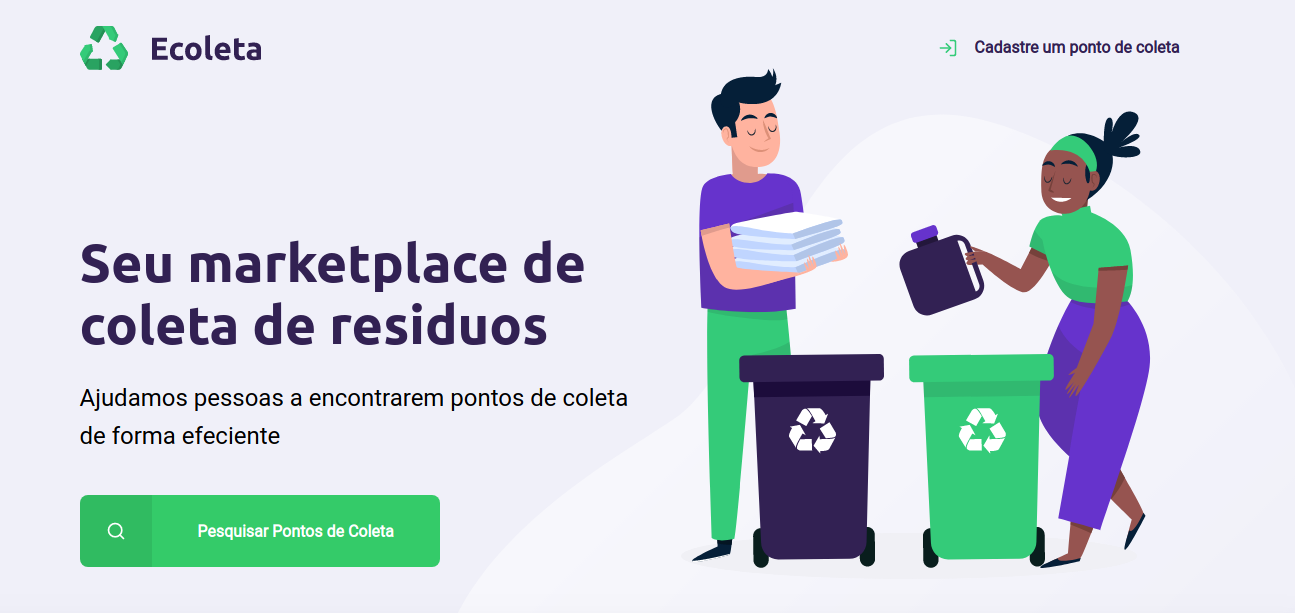 Ecoleta
Cadastre um ponto de coleta
Seu marketplace de
coleta de residuos
Ajudamos pessoas a encontrarem pontos de coleta
de forma efeciente
Pesquisar Pontos de Coleta